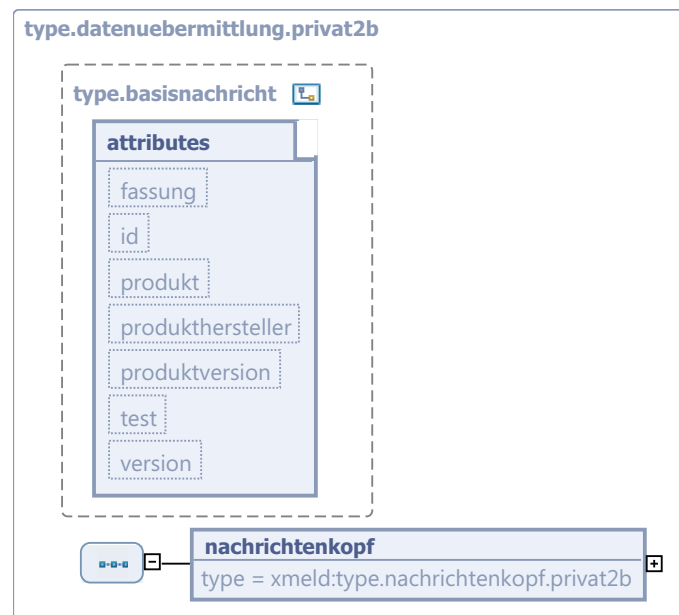 type.datenuebermittlung.privat2b
type.basisnachricht
attributes
fassung
id
produkt
produkthersteller
produktversion
test
version
nachrichtenkopf
type = xmeld:type.nachrichtenkopf.privat2b